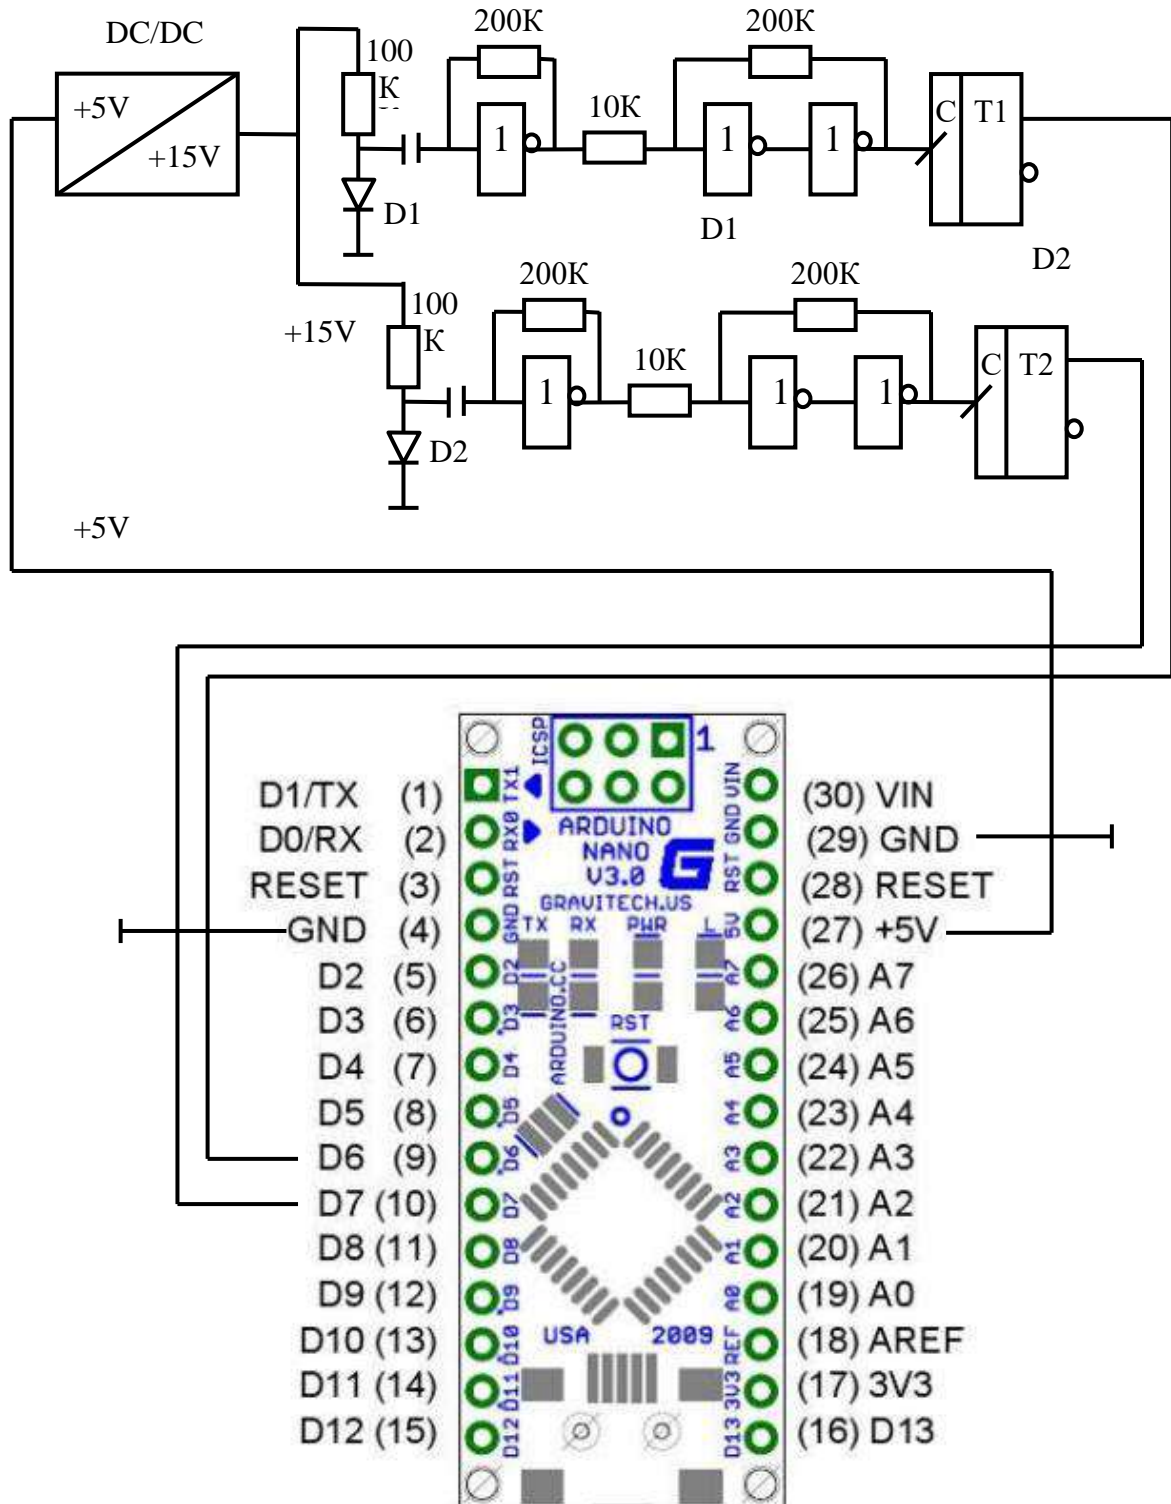 DC/DC
+5V
+15V
100
К
D1
200К
1
10К
200К
1
1
D1
C
T1
D2
+15V
100
К
D2
200К
1
10К
200К
1
1
C
T2
+5V
D1/TX (1)
D0/RX (2)
RESET (3)
GND (4)
D2 (5)
D3 (6)
D4 (7)
D5 (8)
D6 (9)
D7 (10)
D8 (11)
D9 (12)
D10 (13)
D11 (14)
D12 (15)
ICSP
1
TX1
RX0
RST
GND
D2
D3
D4
D5
D6
D7
D8
D9
D10
D11
D12
ARDUINO
NANO
V3.0
G
GRAVITECH.US
TX RX PWR L
ARDUINO.CC
RST
USA 2009
VIN
GND
RST
5V
A7
A6
A5
A4
A3
A2
A1
A0
REF
3V3
D13
(30) VIN
(29) GND
(28) RESET
(27) +5V
(26) A7
(25) A6
(24) A5
(23) A4
(22) A3
(21) A2
(20) A1
(19) A0
(18) AREF
(17) 3V3
(16) D13